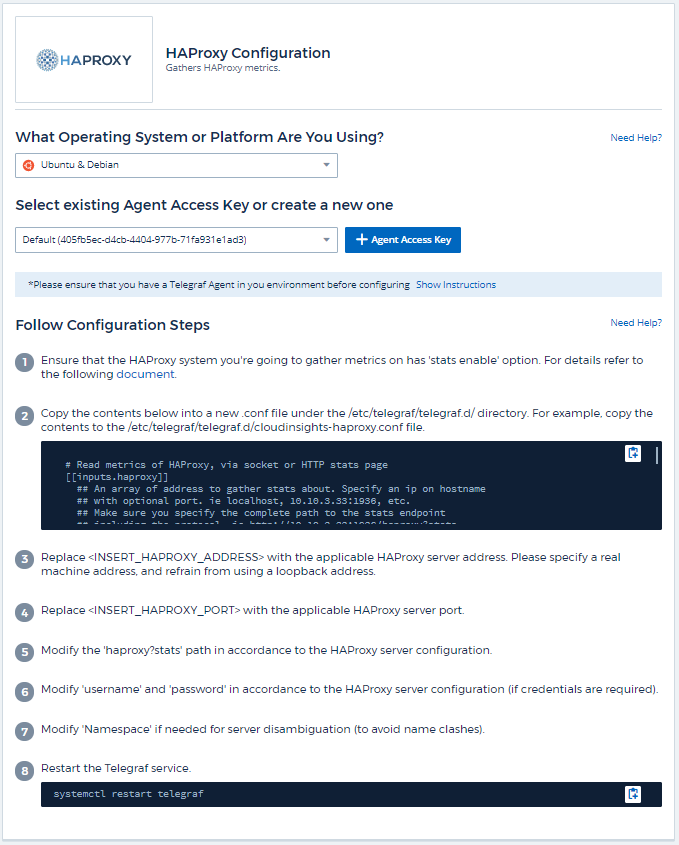 HAPROXY
HAProxy Configuration
Gathers HAProxy metrics.
What Operating System or Platform Are You Using?
Need Help?
Ubuntu & Debian
Select existing Agent Access Key or create a new one
Default (405fb5ec-d4cb-4404-977b-71fa931e1ad3)
+ Agent Access Key
*Please ensure that you have a Telegraf Agent in you environment before configuring Show Instructions
Follow Configuration Steps
Need Help?
1 Ensure that the HAProxy system you're going to gather metrics on has 'stats enable' option. For details refer to
the following document.
2 Copy the contents below into a new .conf file under the /etc/telegraf/telegraf.d/ directory. For example, copy the
contents to the /etc/telegraf/telegraf.d/cloudinsights-haproxy.conf file.
# Read metrics of HAProxy, via socket or HTTP stats page
[[inputs.haproxy]]
## An array of address to gather stats about. Specify an ip on hostname
## with optional port. ie localhost, 10.10.3.33:1936, etc.
## Make sure you specify the complete path to the stats endpoint
## including the protocol, ie http://10.10.3.33:1936/haproxy?stats
3 Replace <INSERT_HAPROXY_ADDRESS> with the applicable HAProxy server address. Please specify a real
machine address, and refrain from using a loopback address.
4 Replace <INSERT_HAPROXY_PORT> with the applicable HAProxy server port.
5 Modify the 'haproxy?stats' path in accordance to the HAProxy server configuration.
6 Modify 'username' and 'password' in accordance to the HAProxy server configuration (if credentials are required).
7 Modify 'Namespace' if needed for server disambiguation (to avoid name clashes).
8 Restart the Telegraf service.
systemctl restart telegraf